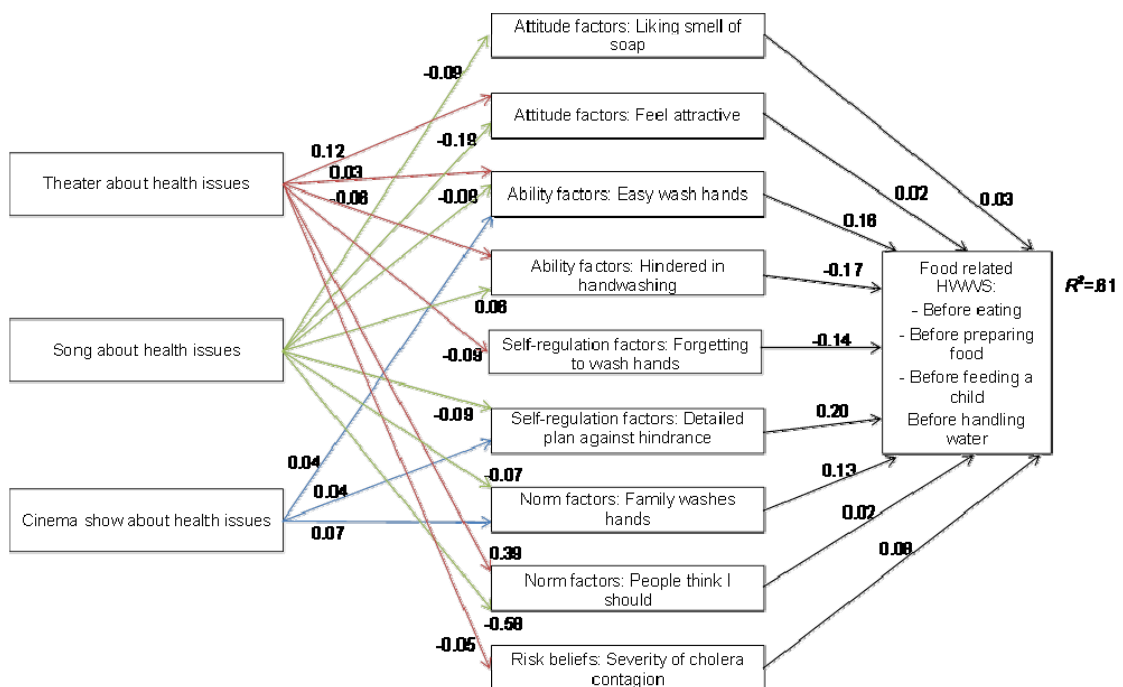 Attitude factors: Liking smell of
soap
-0.09
Attitude factors: Feel attractive
-0.19
0.12
Theater about health issues
0.03
-0.06
Ability factors: Easy wash hands
-0.08
0.02
0.03
0.16
Ability factors: Hindered in
handwashing
0.06
-0.17
Food related
HWWS:
- Before eating
- Before preparing
food
- Before feeding a
child
Before handling
water
R²=.61
Song about health issues
Self-regulation factors: Forgetting
to wash hands
-0.09
-0.14
Self-regulation factors: Detailed
plan against hindrance
-0.09
0.20
0.04
0.04
-0.07
Cinema show about health issues
0.07
Norm factors: Family washes
hands
0.13
0.39
Norm factors: People think I
should
0.02
-0.05
Risk beliefs: Severity of cholera
contagion